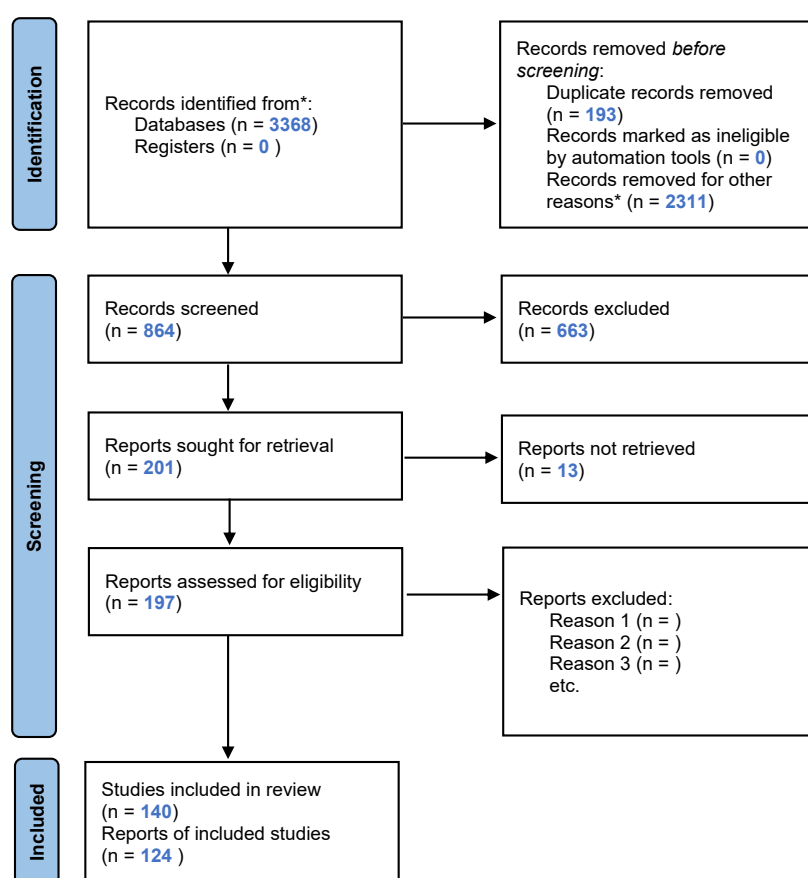 Identification
Records identified from*:
Databases (n = 3368)
Registers (n = 0 )
Records removed before
screening:
Duplicate records removed
(n = 193)
Records marked as ineligible
by automation tools (n = 0)
Records removed for other
reasons* (n = 2311)
Screening
Records screened
(n = 864)
Records excluded
(n = 663)
Reports sought for retrieval
(n = 201)
Reports not retrieved
(n = 13)
Reports assessed for eligibility
(n = 197)
Reports excluded:
Reason 1 (n = )
Reason 2 (n = )
Reason 3 (n = )
etc.
Included
Studies included in review
(n = 140)
Reports of included studies
(n = 124 )